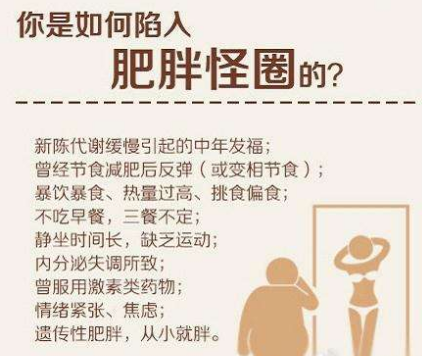 你是如何陷入
肥胖怪圈的?
新陈代谢缓慢引起的中年发福；
曾经节食减肥后反弹（或变相节食）；
暴饮暴食、热量过高、挑食偏食；
不吃早餐，三餐不定；
静坐时间长，缺乏运动；
内分泌失调所致；
曾服用激素类药物；
情绪紧张、焦虑；
遗传性肥胖，从小就胖。